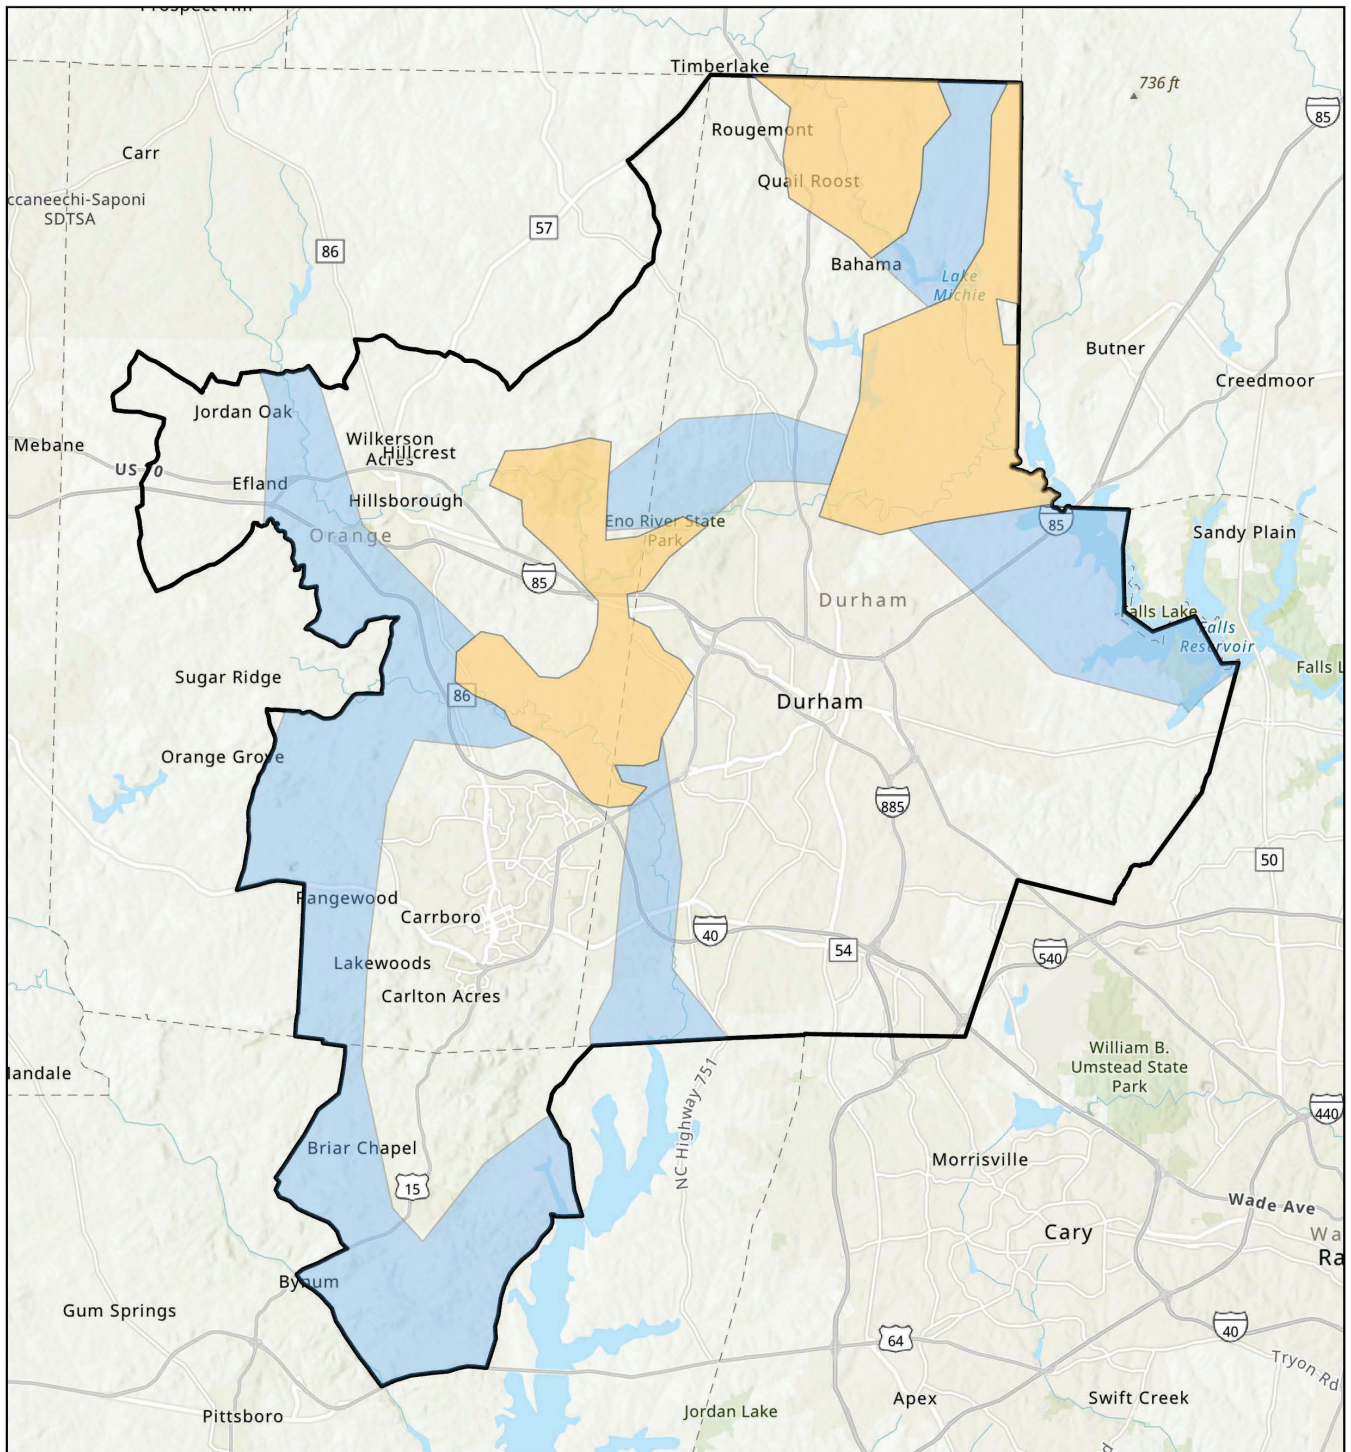 Prospect Hill
Timberlake
736 ft
85
Rougemont
Carr
Quail Roost
ccaneechi-Saponi
SDTSA
57
86
Bahama
Lake
Michie
Butner
Creedmoor
Jordan Oak
Mebane
Wilkerson
Acres
Hillcrest
US 70
Efland
Hillsborough
Orange
Eno River State
Park
85
Sandy Plain
85
Durham
Falls Lake
Falls
Reservoir
Falls L
Sugar Ridge
86
Durham
Orange Grove
885
50
Rangewood
Carrboro
40
54
540
Lakewoods
Carlton Acres
William B.
Umstead State
Park
landale
NC Highway 751
440
Briar Chapel
Morrisville
15
Wade Ave
Cary
Wa
Ra
Bynum
Gum Springs
64
40
Tryon Rd
Apex
Swift Creek
Jordan Lake
Pittsboro